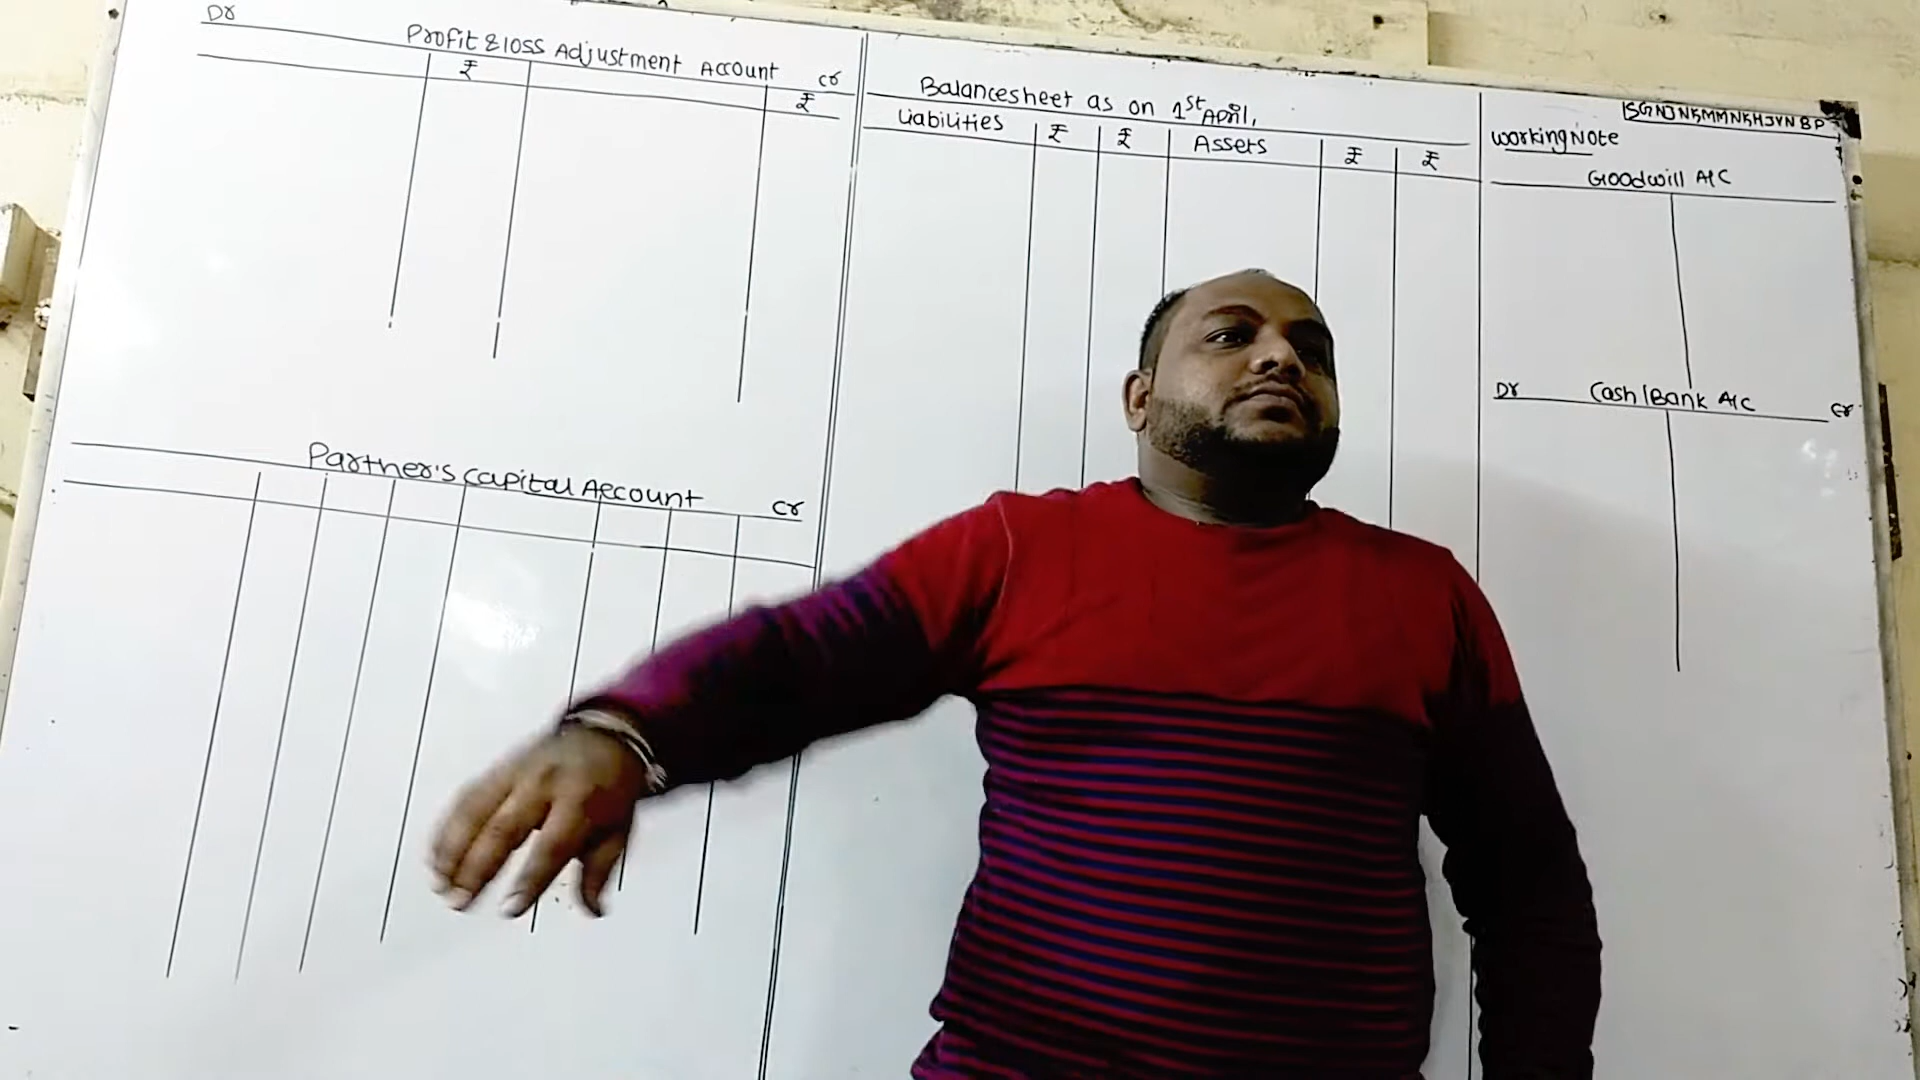 Dr
Profit & loss Adjustment Account Cr
₹ ₹
Partner's Capital Account Cr
Balancesheet as on 1st April,
Liabilities ₹ ₹ Assets ₹ ₹
Working Note
Goodwill A/C
Dr Cash/Bank A/C Cr